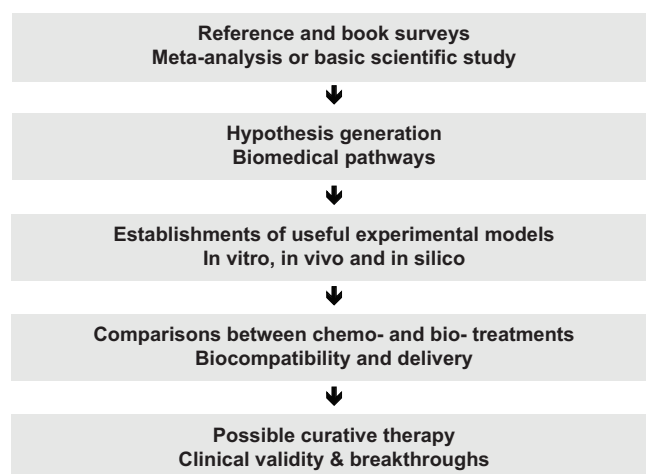 Reference and book surveys
Meta-analysis or basic scientific study
Hypothesis generation
Biomedical pathways
Establishments of useful experimental models
In vitro, in vivo and in silico
Comparisons between chemo- and bio- treatments
Biocompatibility and delivery
Possible curative therapy
Clinical validity & breakthroughs